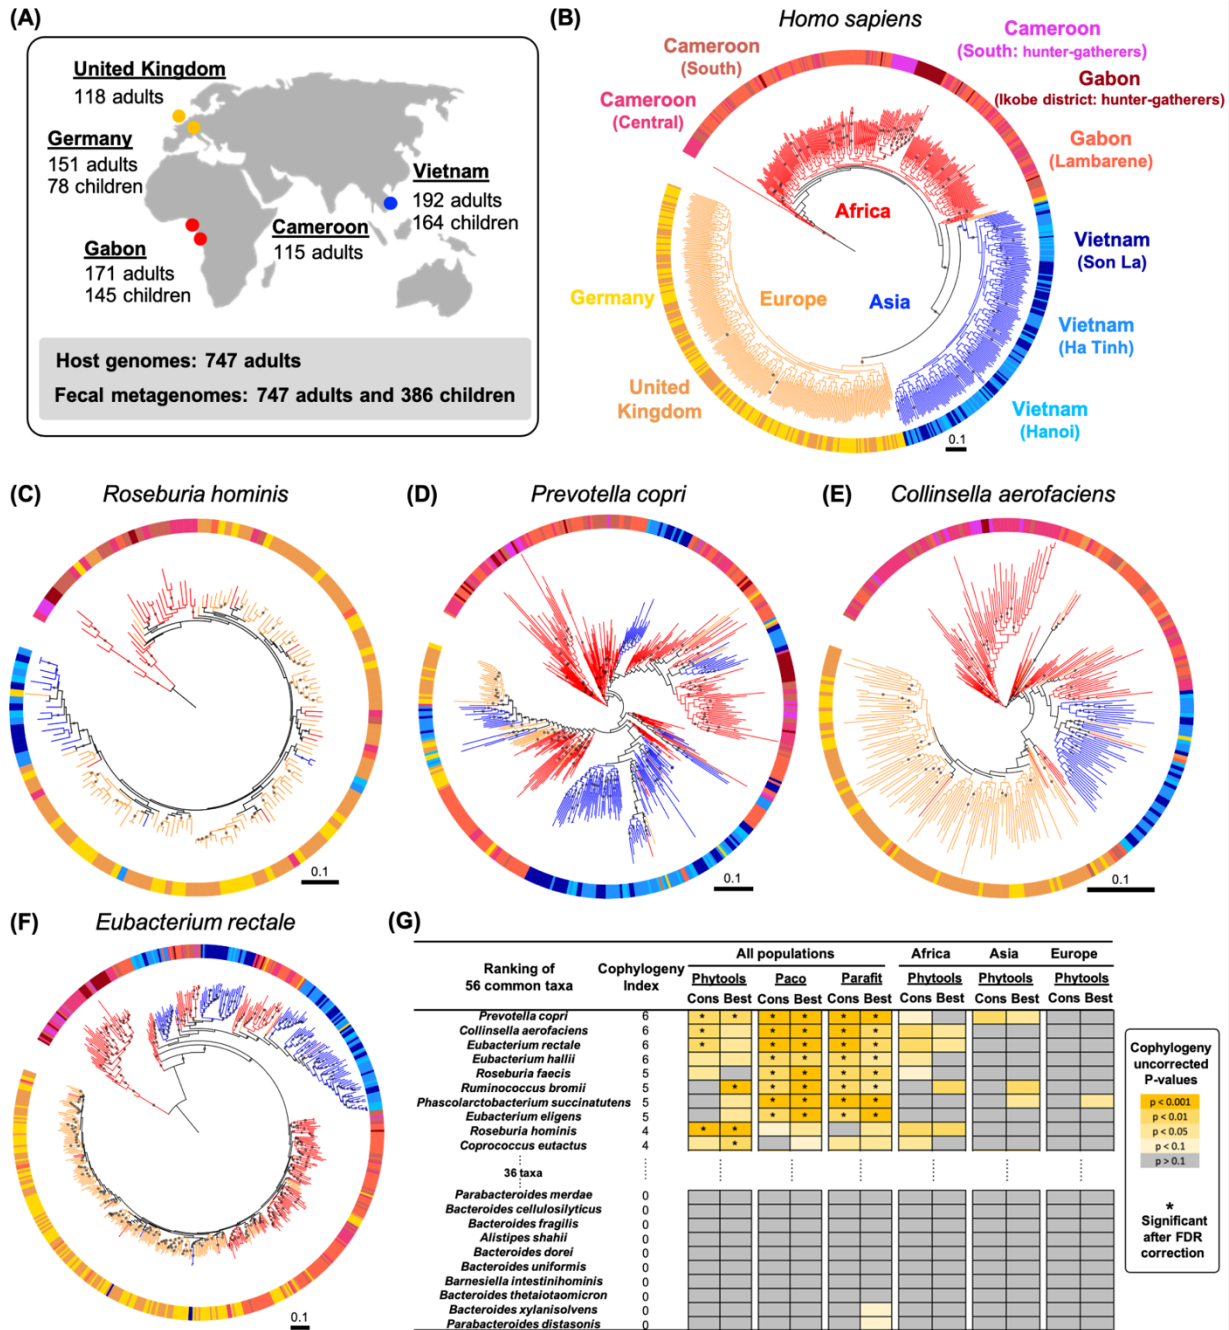 (A)
United Kingdom
118 adults
Germany
151 adults
78 children
Vietnam
192 adults
164 children
Cameroon
115 adults
Gabon
171 adults
145 children
Host genomes: 747 adults
Fecal metagenomes: 747 adults and 386 children
(B)
Homo sapiens
Cameroon
(South)
Cameroon
(South: hunter-gatherers)
Gabon
(Ikobe district: hunter-gatherers)
Cameroon
(Central)
Gabon
(Lambarene)
Africa
Vietnam
(Son La)
Germany
Europe
Asia
Vietnam
(Ha Tinh)
United
Kingdom
Vietnam
(Hanoi)
0.1
(C)
Roseburia hominis
0.1
(D)
Prevotella copri
0.1
(E)
Collinsella aerofaciens
0.1
(F)
Eubacterium rectale
0.1
(G)
All populations Africa Asia Europe
Ranking of
56 common taxa
Cophylogeny
Index
Phytools Paco Parafit Phytools Phytools Phytools
Cons Best Cons Best Cons Best Cons Best Cons Best Cons Best
Prevotella copri 6 * * * * * *
Collinsella aerofaciens 6 * * * * *
Eubacterium rectale 6 * * * * *
Eubacterium hallii 6 * * * *
Roseburia faecis 5 * * * *
Ruminococcus bromii 5 * * * * *
Phascolarctobacterium succinatutens 5 * * * *
Eubacterium eligens 5 * * * *
Roseburia hominis 4 * *
Coprococcus eutactus 4 *
36 taxa
Parabacteroides merdae 0
Bacteroides cellulosilyticus 0
Bacteroides fragilis 0
Alistipes shahii 0
Bacteroides dorei 0
Bacteroides uniformis 0
Barnesiella intestinihominis 0
Bacteroides thetaiotaomicron 0
Bacteroides xylanisolvens 0
Parabacteroides distasonis 0
Cophylogeny
uncorrected
P-values
p < 0.001
p < 0.01
p < 0.05
p < 0.1
p > 0.1
*
Significant
after FDR
correction